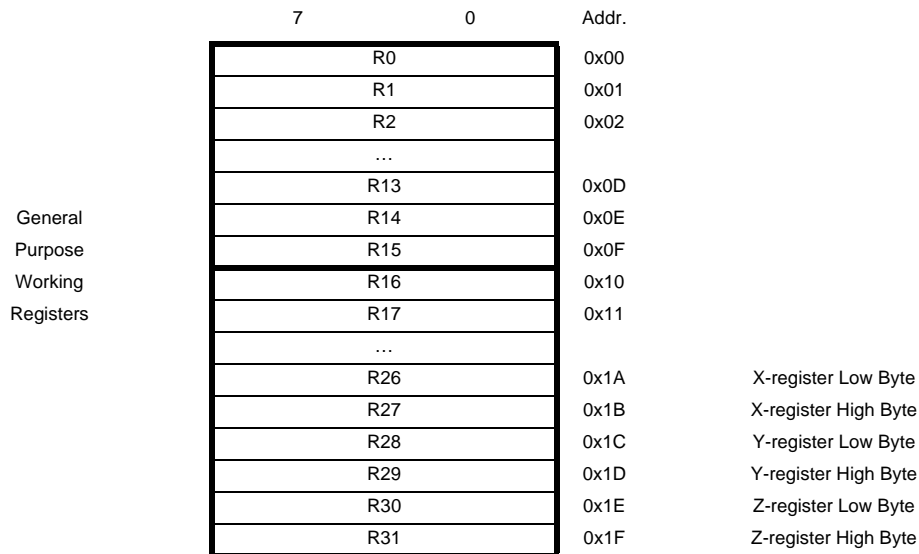 7 0 Addr.
R0 0x00
R1 0x01
R2 0x02
…
R13 0x0D
General R14 0x0E
Purpose R15 0x0F
Working R16 0x10
Registers R17 0x11
…
R26 0x1A X-register Low Byte
R27 0x1B X-register High Byte
R28 0x1C Y-register Low Byte
R29 0x1D Y-register High Byte
R30 0x1E Z-register Low Byte
R31 0x1F Z-register High Byte